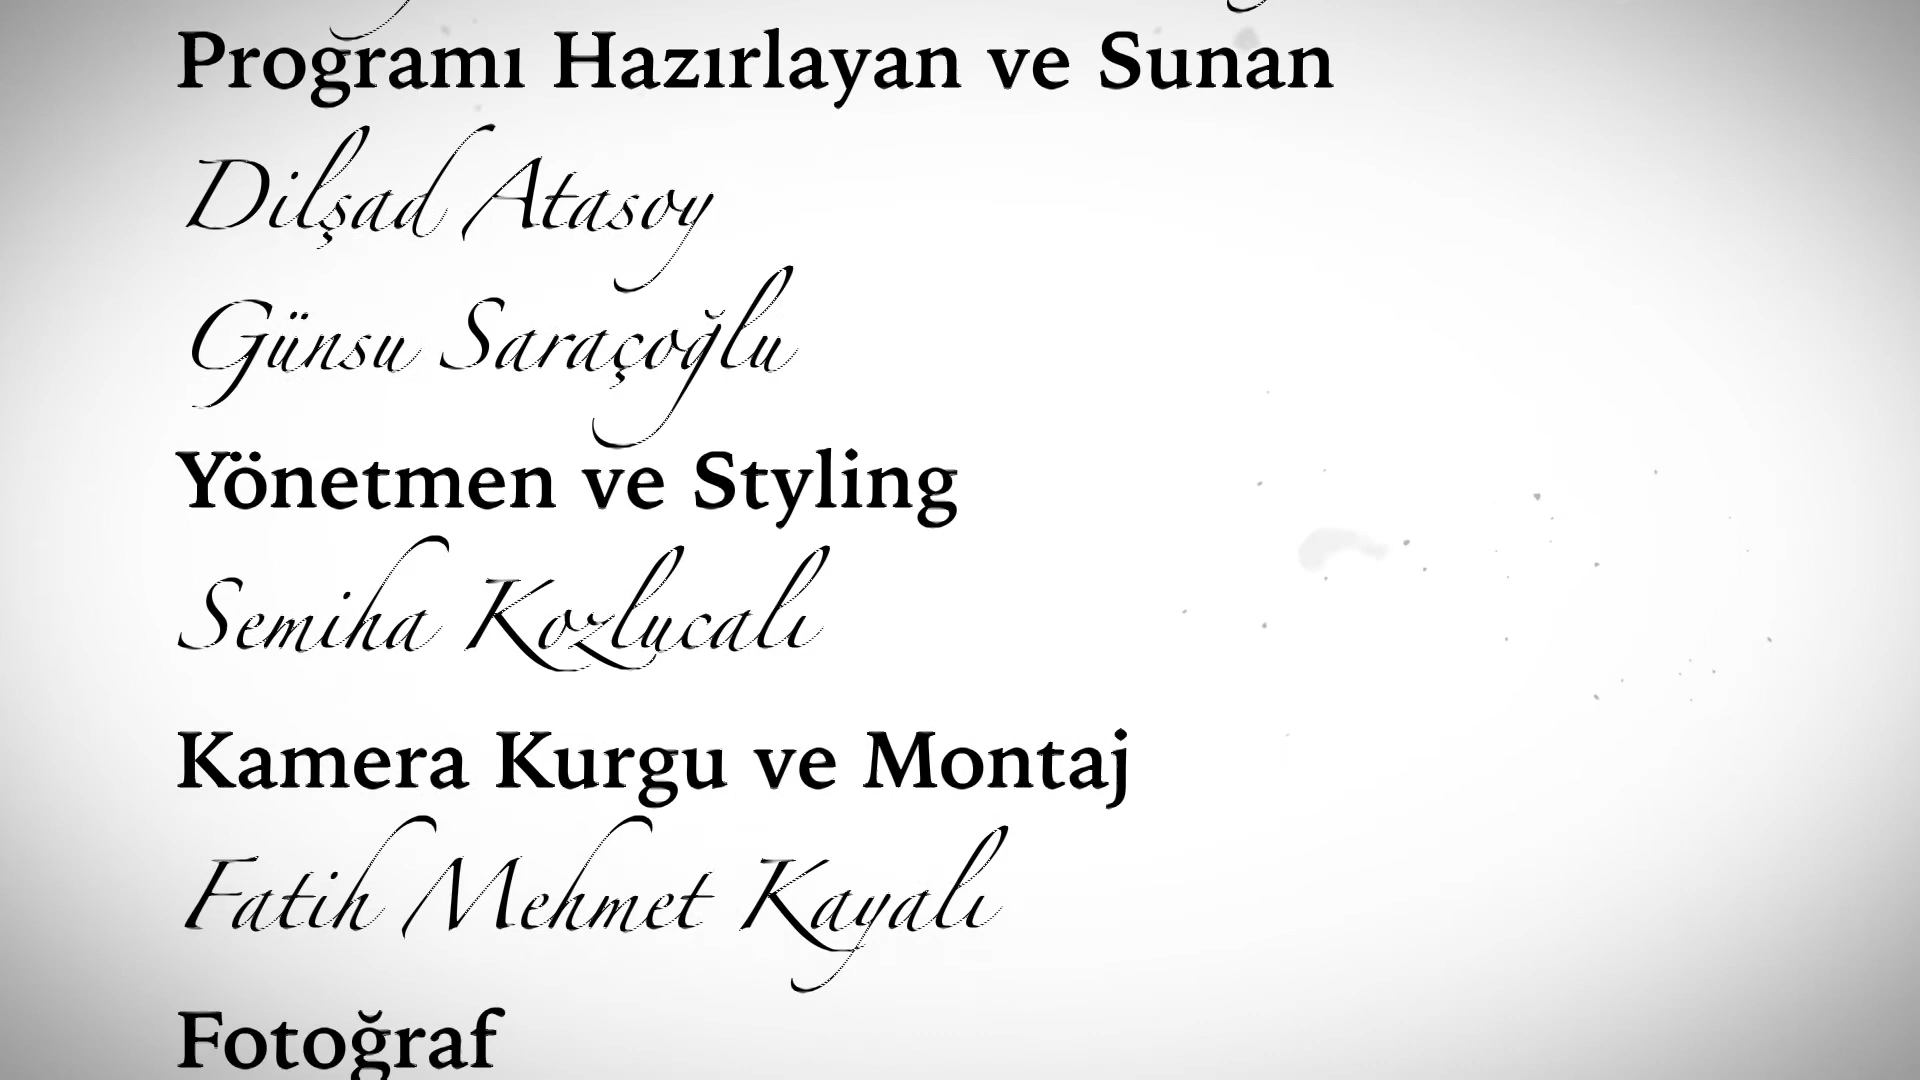 Programı Hazırlayan ve Sunan
Dilşad Atasoy
Günsu Saraçoğlu
Yönetmen ve Styling
Semiha Kozlucalı
Kamera Kurgu ve Montaj
Fatih Mehmet Kayalı
Fotoğraf